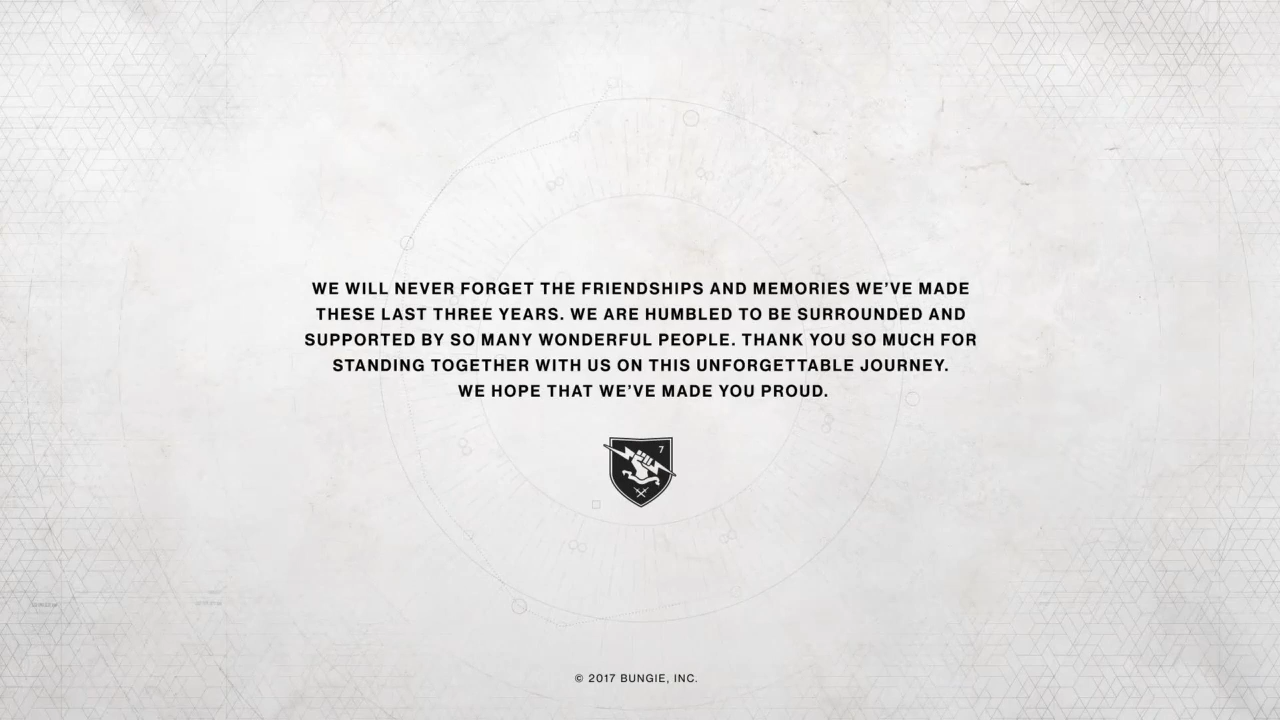 WE WILL NEVER FORGET THE FRIENDSHIPS AND MEMORIES WE'VE MADE
THESE LAST THREE YEARS. WE ARE HUMBLED TO BE SURROUNDED AND
SUPPORTED BY SO MANY WONDERFUL PEOPLE. THANK YOU SO MUCH FOR
STANDING TOGETHER WITH US ON THIS UNFORGETTABLE JOURNEY.
WE HOPE THAT WE'VE MADE YOU PROUD.
7
© 2017 BUNGIE, INC.